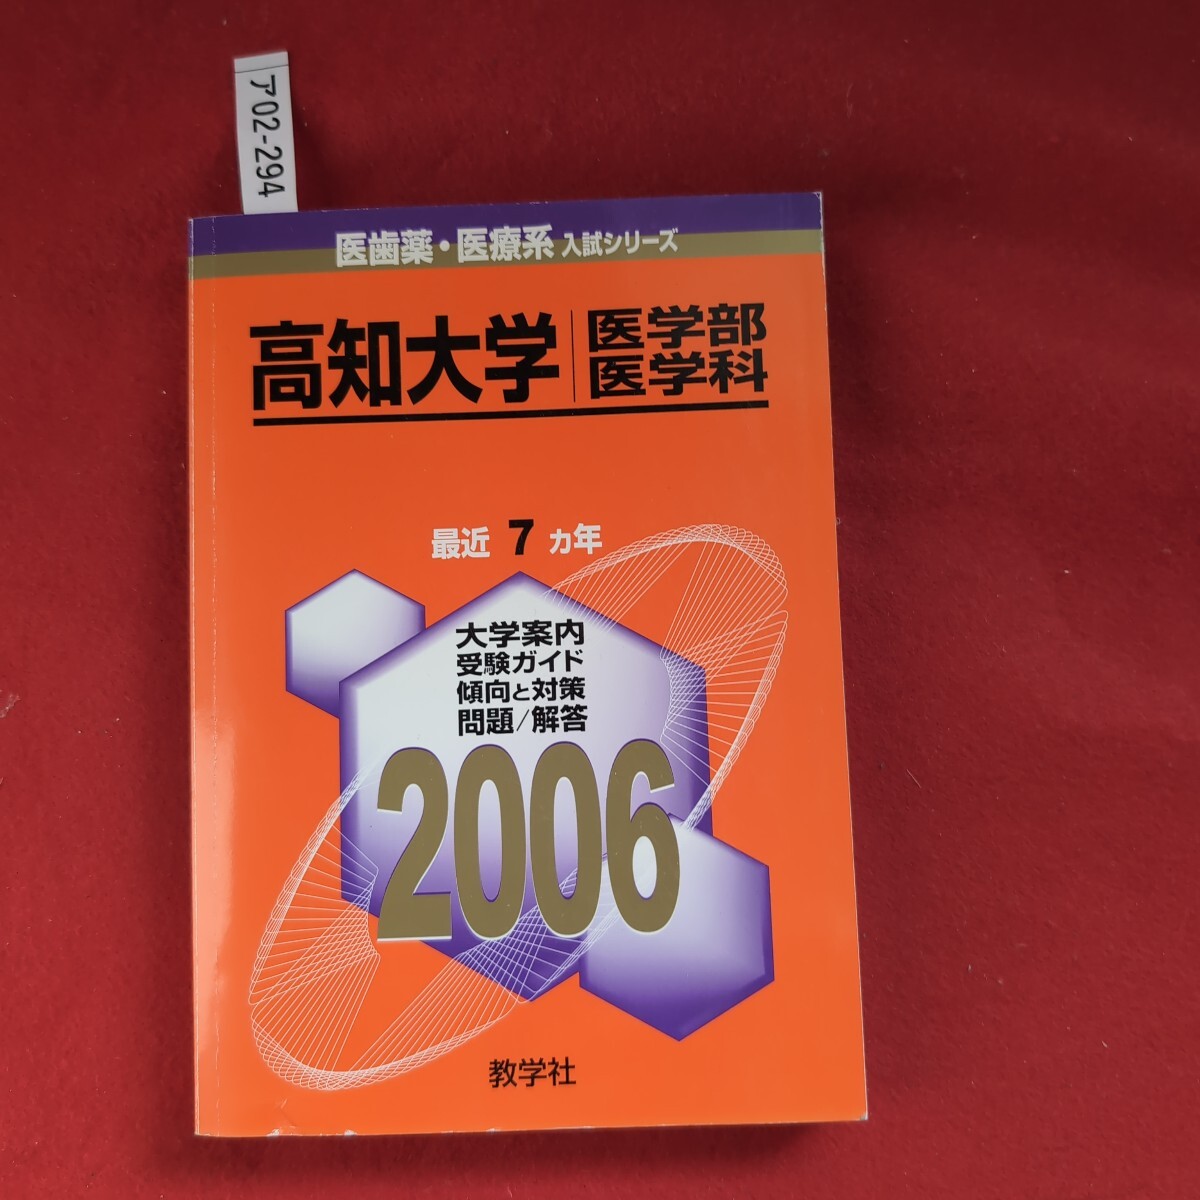 ア02-294
医歯薬・医療系 入試シリーズ
高知大学
医学部
医学科
最近 7 カ年
大学案内
受験ガイド
傾向と対策
問題/解答
2006
教学社